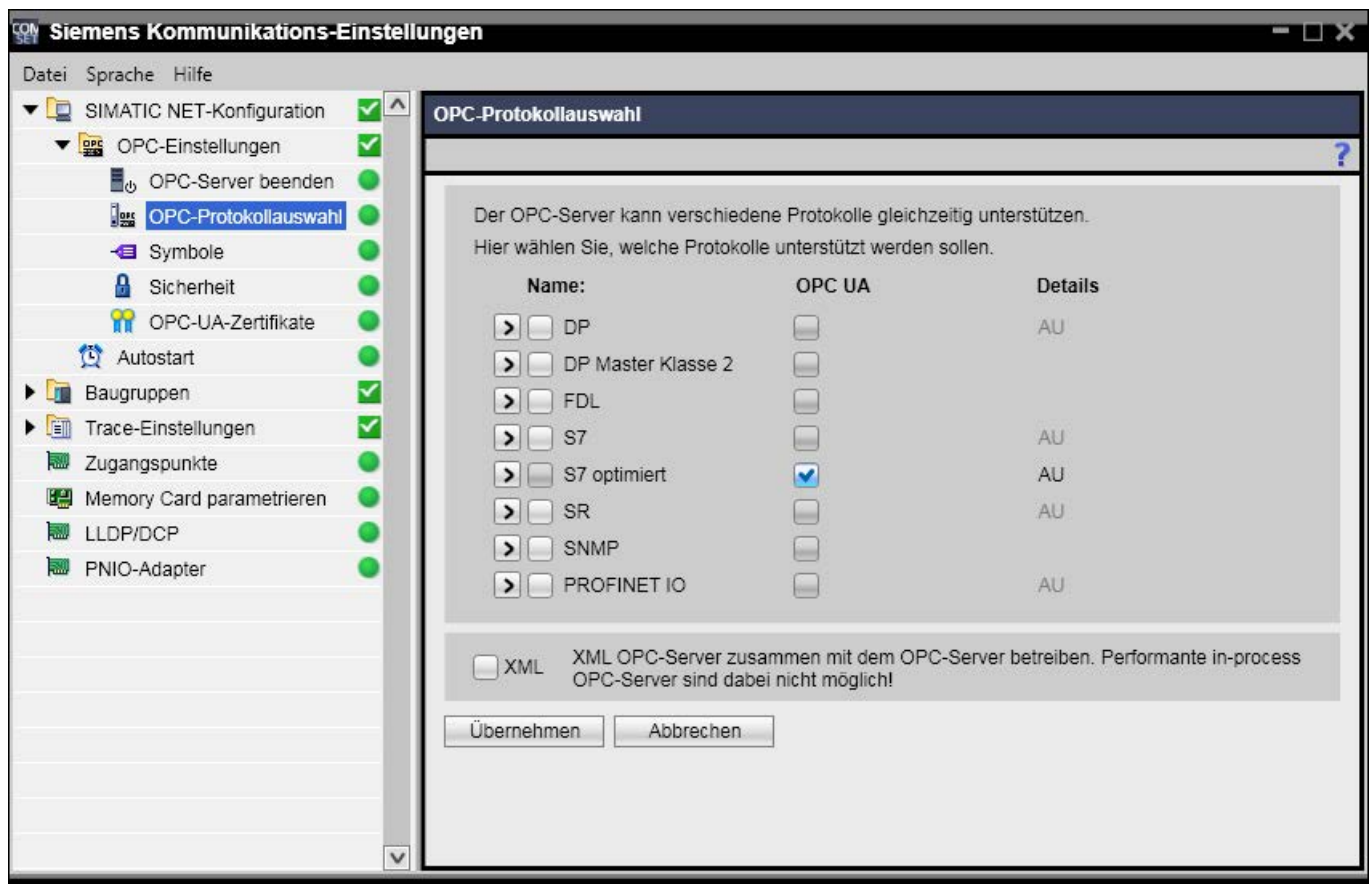 Siemens Kommunikations-Einstellungen
Datei Sprache Hilfe
SIMATIC NET-Konfiguration
OPC-Einstellungen
OPC-Server beenden
OPC-Protokollauswahl
Symbole
Sicherheit
OPC-UA-Zertifikate
Autostart
Baugruppen
Trace-Einstellungen
Zugangspunkte
Memory Card parametrieren
LLDP/DCP
PNIO-Adapter
OPC-Protokollauswahl
?
Der OPC-Server kann verschiedene Protokolle gleichzeitig unterstützen.
Hier wählen Sie, welche Protokolle unterstützt werden sollen.
Name: OPC UA Details
DP AU
DP Master Klasse 2
FDL
S7 AU
S7 optimiert AU
SR AU
SNMP
PROFINET IO AU
XML XML OPC-Server zusammen mit dem OPC-Server betreiben. Performante in-process
OPC-Server sind dabei nicht möglich!
Übernehmen Abbrechen